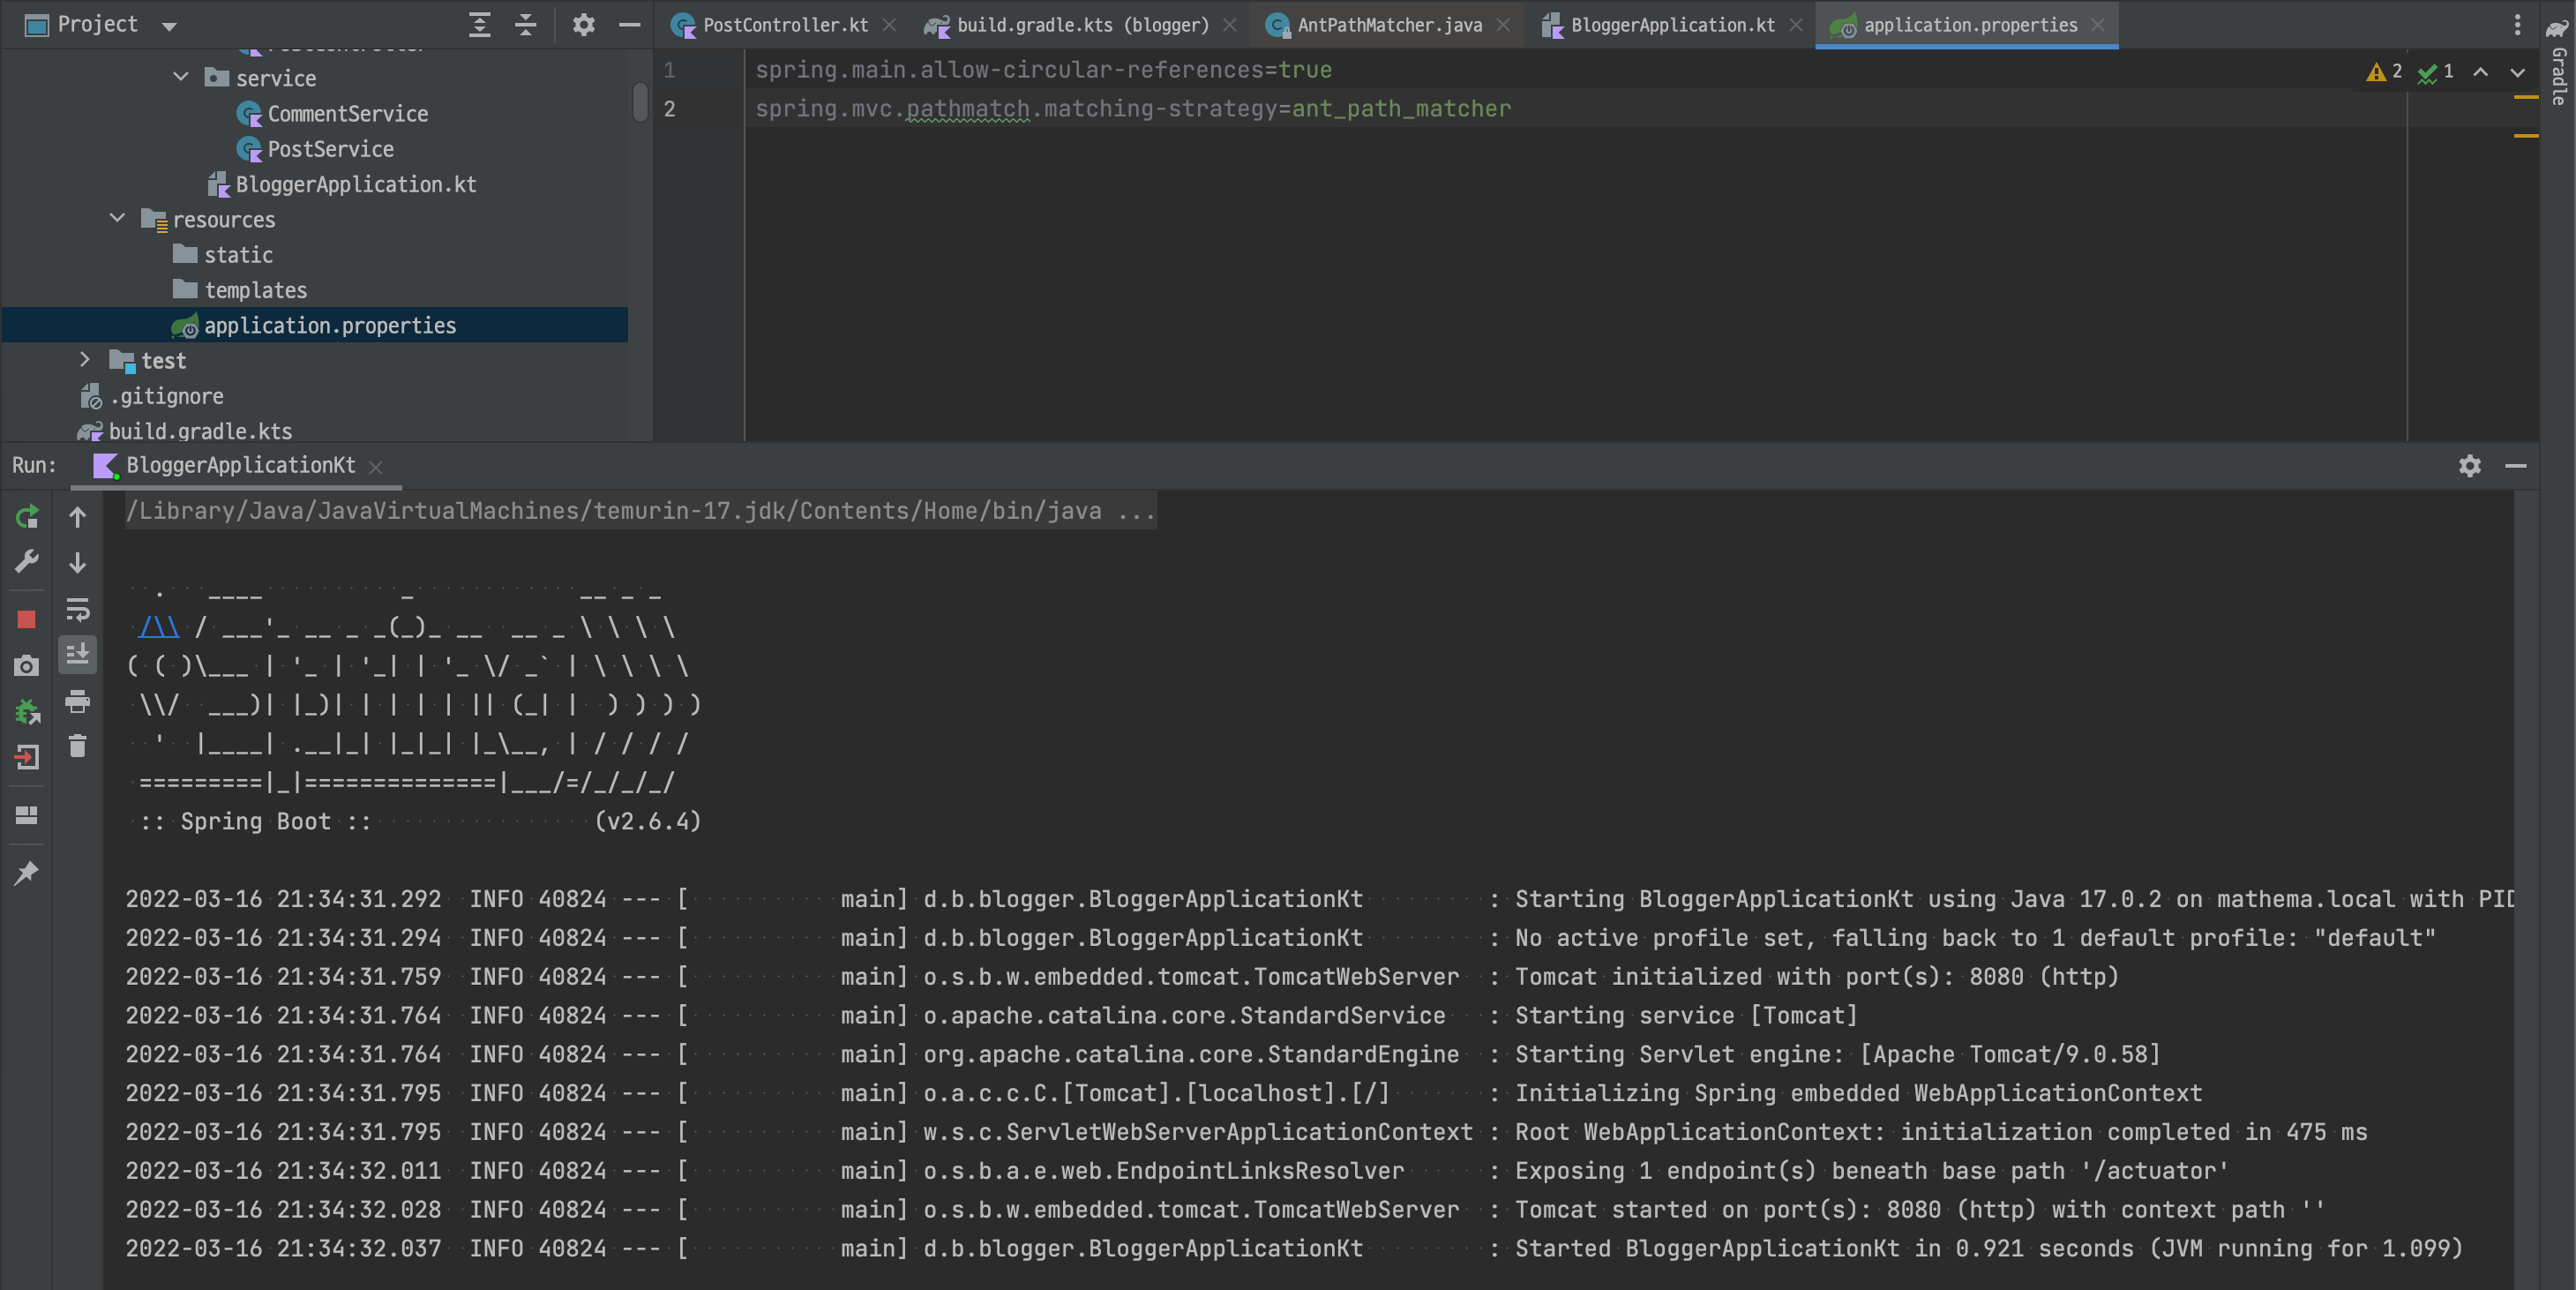 Project
PostController.kt
build.gradle.kts (blogger)
AntPathMatcher.java
BloggerApplication.kt
application.properties
Gradle
service
CommentService
PostService
BloggerApplication.kt
resources
static
templates
application.properties
test
.gitignore
build.gradle.kts
1 spring.main.allow-circular-references=true
2 spring.mvc.pathmatch.matching-strategy=ant_path_matcher
2 1
Run: BloggerApplicationKt
/Library/Java/JavaVirtualMachines/temurin-17.jdk/Contents/Home/bin/java ...
  .   ____          _            __ _ _
 /\\ / ___'_ __ _ _(_)_ __  __ _ \ \ \ \
( ( )\___ | '_ | '_| | '_ \/ _` | \ \ \ \
 \\/  ___)| |_)| | | | | || (_| |  ) ) ) )
  '  |____| .__|_| |_|_| |_\__, | / / / /
 =========|_|==============|___/=/_/_/_/
 :: Spring Boot ::                (v2.6.4)
2022-03-16 21:34:31.292  INFO 40824 --- [           main] d.b.blogger.BloggerApplicationKt         : Starting BloggerApplicationKt using Java 17.0.2 on mathema.local with PID
2022-03-16 21:34:31.294  INFO 40824 --- [           main] d.b.blogger.BloggerApplicationKt         : No active profile set, falling back to 1 default profile: "default"
2022-03-16 21:34:31.759  INFO 40824 --- [           main] o.s.b.w.embedded.tomcat.TomcatWebServer  : Tomcat initialized with port(s): 8080 (http)
2022-03-16 21:34:31.764  INFO 40824 --- [           main] o.apache.catalina.core.StandardService   : Starting service [Tomcat]
2022-03-16 21:34:31.764  INFO 40824 --- [           main] org.apache.catalina.core.StandardEngine  : Starting Servlet engine: [Apache Tomcat/9.0.58]
2022-03-16 21:34:31.795  INFO 40824 --- [           main] o.a.c.c.C.[Tomcat].[localhost].[/]       : Initializing Spring embedded WebApplicationContext
2022-03-16 21:34:31.795  INFO 40824 --- [           main] w.s.c.ServletWebServerApplicationContext : Root WebApplicationContext: initialization completed in 475 ms
2022-03-16 21:34:32.011  INFO 40824 --- [           main] o.s.b.a.e.web.EndpointLinksResolver      : Exposing 1 endpoint(s) beneath base path '/actuator'
2022-03-16 21:34:32.028  INFO 40824 --- [           main] o.s.b.w.embedded.tomcat.TomcatWebServer  : Tomcat started on port(s): 8080 (http) with context path ''
2022-03-16 21:34:32.037  INFO 40824 --- [           main] d.b.blogger.BloggerApplicationKt         : Started BloggerApplicationKt in 0.921 seconds (JVM running for 1.099)